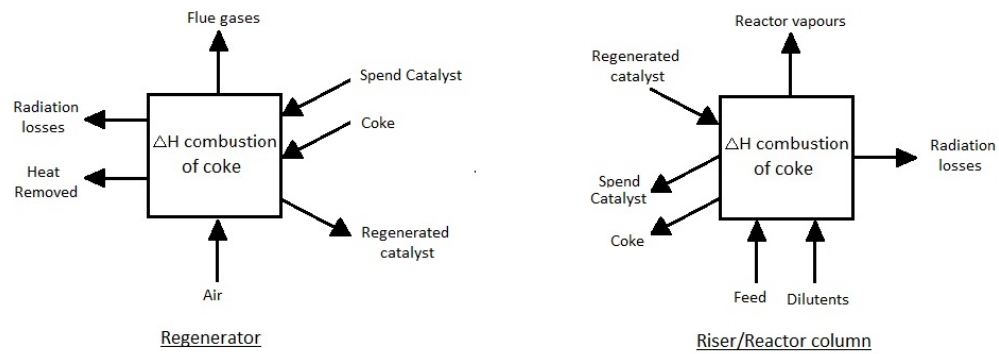 Flue gases
Spend Catalyst
Radiation
losses
Coke
△H combustion
of coke
Heat
Removed
Regenerated
catalyst
Air
Regenerator
Reactor vapours
Regenerated
catalyst
△H combustion
of coke
Radiation
losses
Spend
Catalyst
Coke
Feed
Dilutents
Riser/Reactor column